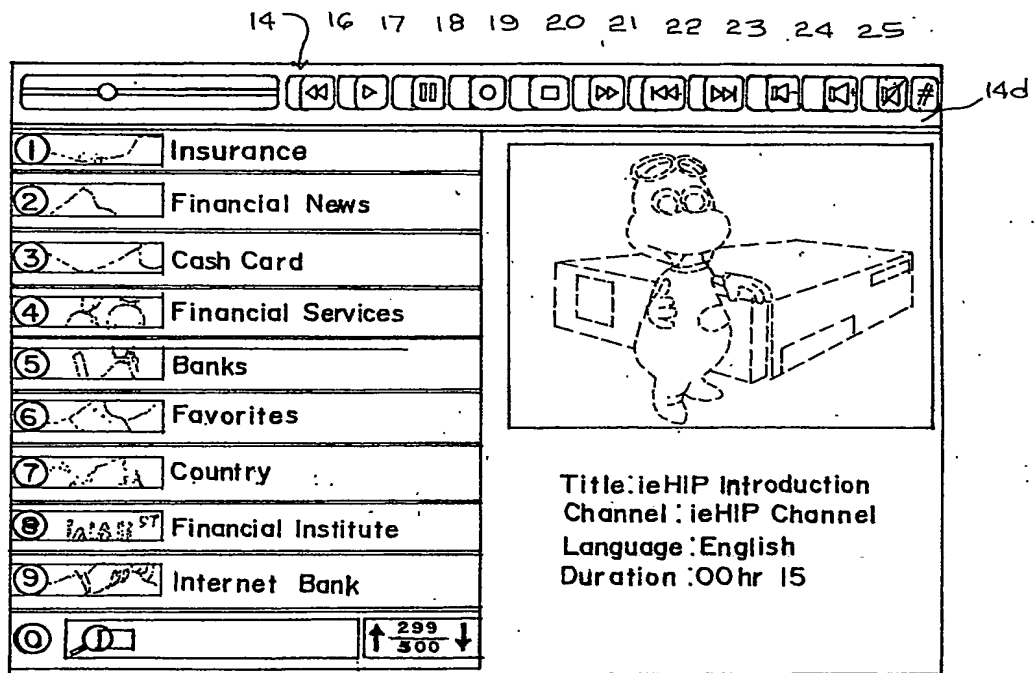 14 16 17 18 19 20 21 22 23 24 25
#
14d
1 Insurance
2 Financial News
3 Cash Card
4 Financial Services
5 Banks
6 Favorites
7 Country
8 ST Financial Institute
9 Internet Bank
0 299
500
Title:ieHIP Introduction
Channel:ieHIP Channel
Language:English
Duration:00hr 15